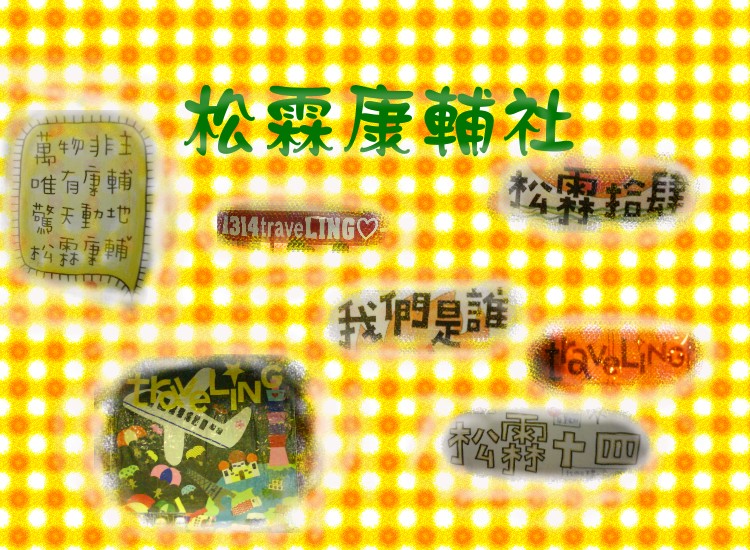 松霖康輔社
萬物非主
唯有康輔
驚天動地
松霖康輔
松霖拾肆
1314traveLING♡
我們是誰
traveLiNG
traveLiNG
松霖十四